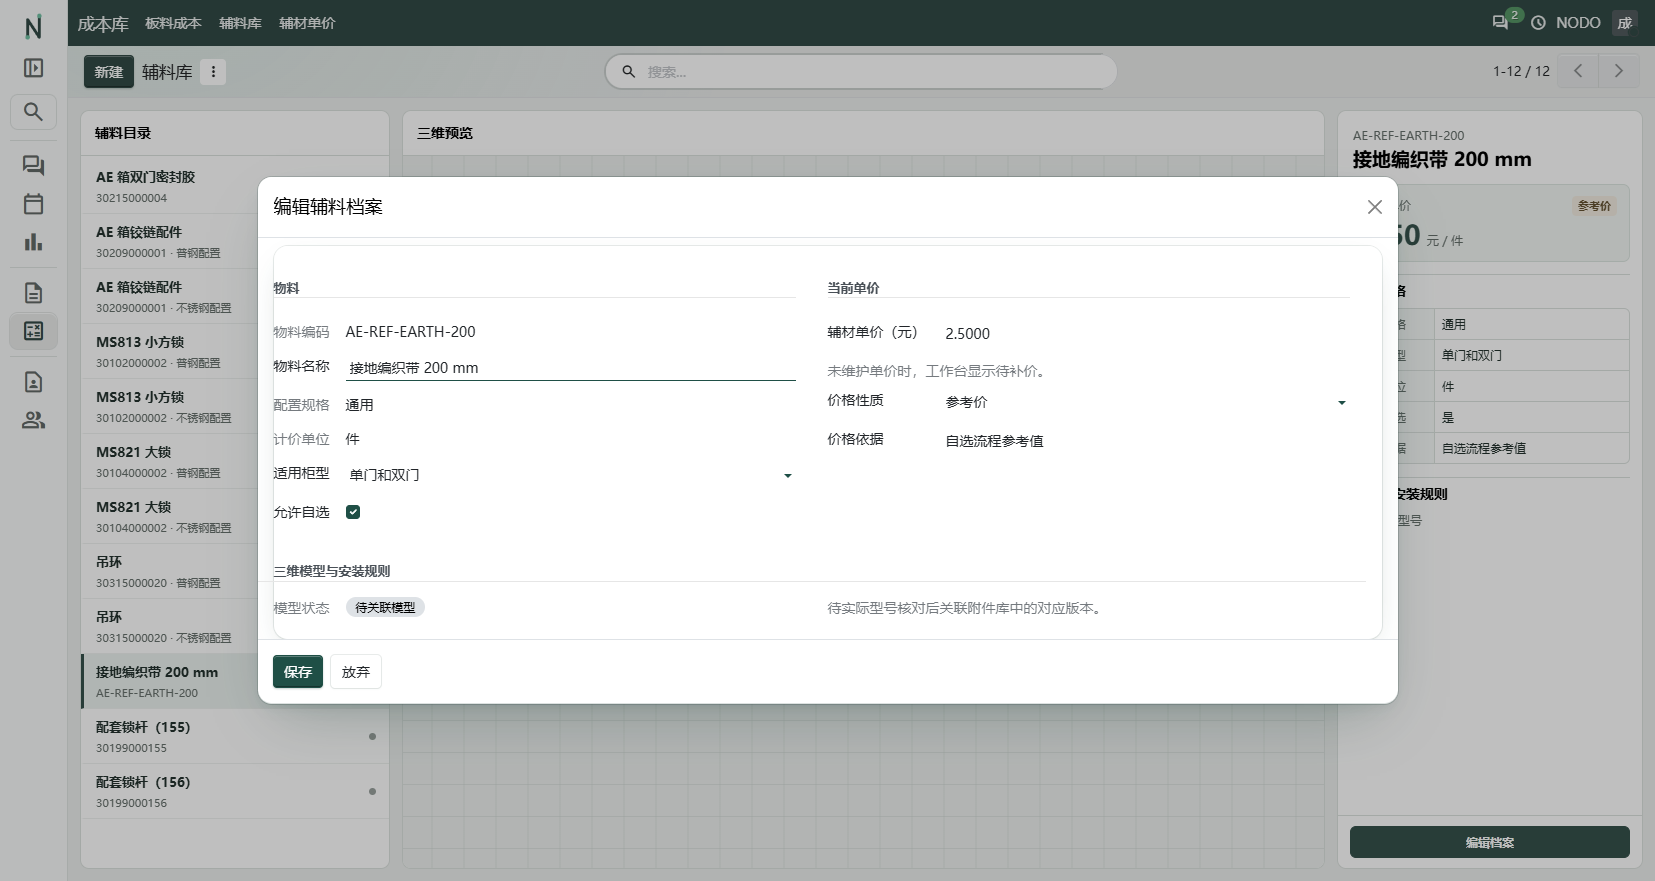 成本库 板料成本 辅料库 辅材单价
2 NODO 成
新建 辅料库
搜索...
1-12 / 12
辅料目录
AE 箱双门密封胶
30215000004
AE 箱铰链配件
30209000001 · 普钢配置
AE 箱铰链配件
30209000001 · 不锈钢配置
MS813 小方锁
30102000002 · 普钢配置
MS813 小方锁
30102000002 · 不锈钢配置
MS821 大锁
30104000002 · 普钢配置
MS821 大锁
30104000002 · 不锈钢配置
吊环
30315000020 · 普钢配置
吊环
30315000020 · 不锈钢配置
接地编织带 200 mm
AE-REF-EARTH-200
配套锁杆（155）
30199000155
配套锁杆（156）
30199000156
三维预览
编辑辅料档案
物料
物料编码 AE-REF-EARTH-200
物料名称 接地编织带 200 mm
配置规格 通用
计价单位 件
适用柜型 单门和双门
允许自选
当前单价
辅材单价（元） 2.5000
未维护单价时，工作台显示待补价。
价格性质 参考价
价格依据 自选流程参考值
三维模型与安装规则
模型状态 待关联模型
待实际型号核对后关联附件库中的对应版本。
保存 放弃
AE-REF-EARTH-200
接地编织带 200 mm
价 参考价
50 元 / 件
格
格 通用
型 单门和双门
位 件
选 是
据 自选流程参考值
安装规则
型号
编辑档案